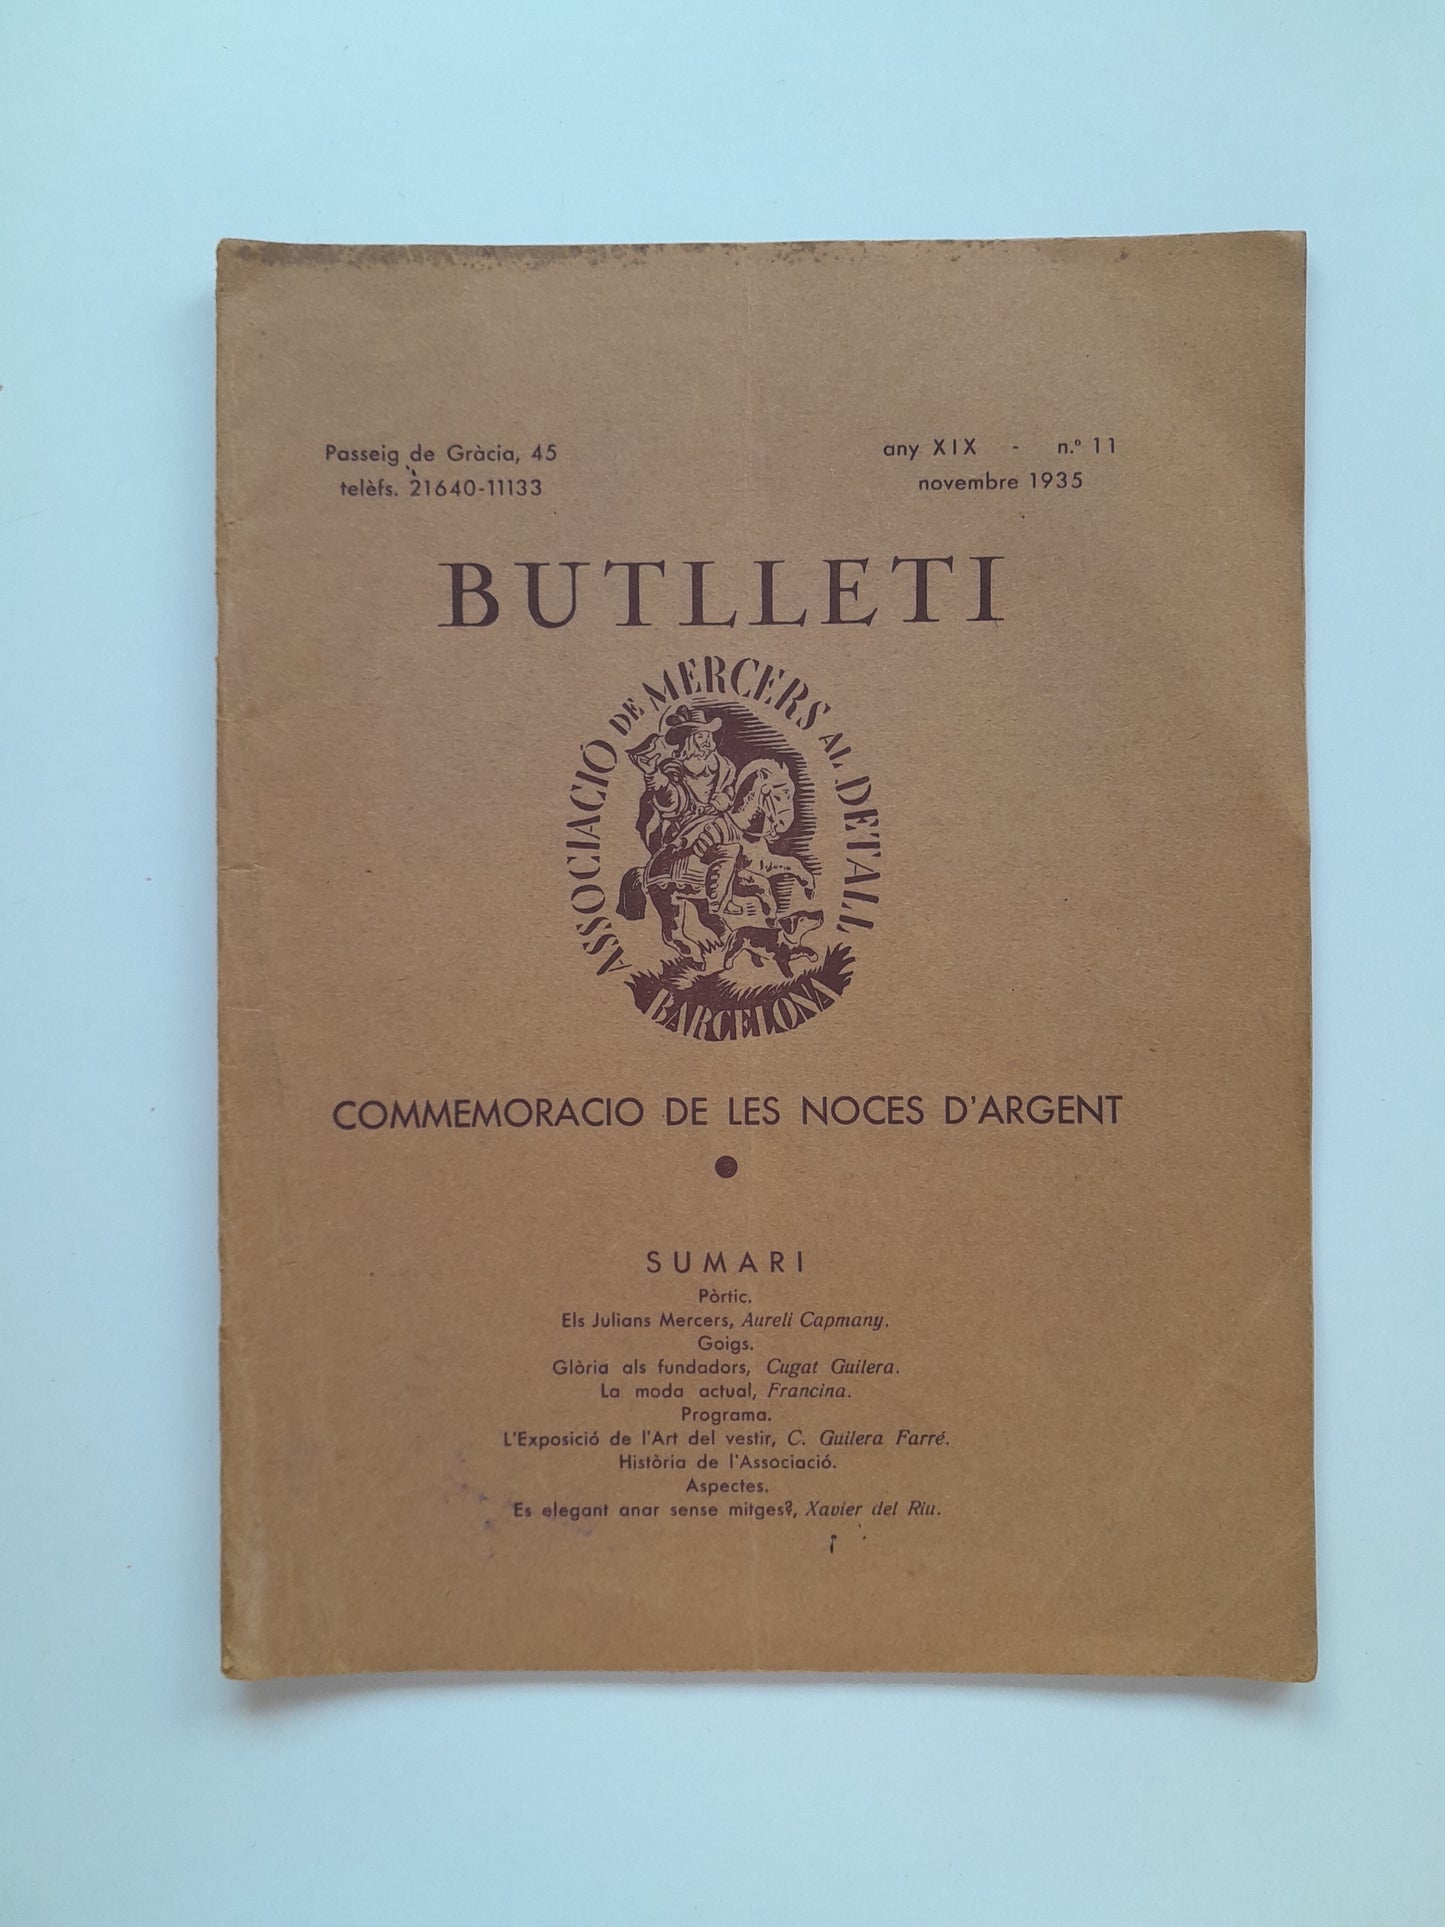 Passeig de Gràcia, 45
telèfs. 21640-11133
any XIX - n.º 11
novembre 1935
BUTLLETI
ASSOCIACIÓ DE MERCERS AL DETALL
BARCELONA
COMMEMORACIO DE LES NOCES D'ARGENT
SUMARI
Pòrtic.
Els Julians Mercers, Aureli Capmany.
Goigs.
Glòria als fundadors, Cugat Guilera.
La moda actual, Francina.
Programa.
L'Exposició de l'Art del vestir, C. Guilera Farré.
Història de l'Associació.
Aspectes.
Es elegant anar sense mitges?, Xavier del Riu.